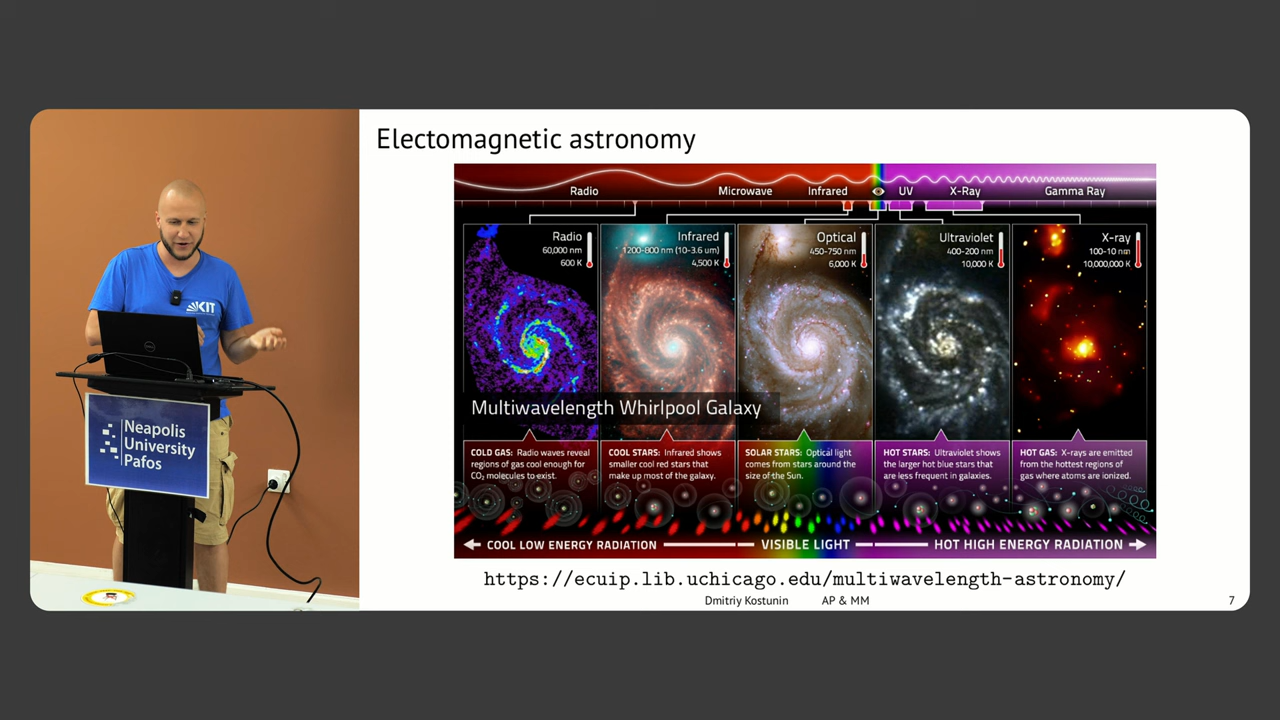 Electomagnetic astronomy
Radio
Microwave
Infrared
UV
X-Ray
Gamma Ray
Radio
60,000 nm
600 K
Infrared
1200-800 nm (10-3.6 um)
4,500 K
Optical
450-750 nm
6,000 K
Ultraviolet
400-200 nm
10,000 K
X-ray
100-10 nm
10,000,000 K
Multiwavelength Whirlpool Galaxy
COLD GAS: Radio waves reveal
regions of gas cool enough for
CO₂ molecules to exist.
COOL STARS: Infrared shows
smaller cool red stars that
make up most of the galaxy.
SOLAR STARS: Optical light
comes from stars around the
size of the Sun.
HOT STARS: Ultraviolet shows
the larger hot blue stars that
are less frequent in galaxies.
HOT GAS: X-rays are emitted
from the hottest regions of
gas where atoms are ionized.
COOL LOW ENERGY RADIATION
VISIBLE LIGHT
HOT HIGH ENERGY RADIATION
https://ecuip.lib.uchicago.edu/multiwavelength-astronomy/
Dmitriy Kostunin AP & MM 7
KIT
DELL
Neapolis
University
Pafos